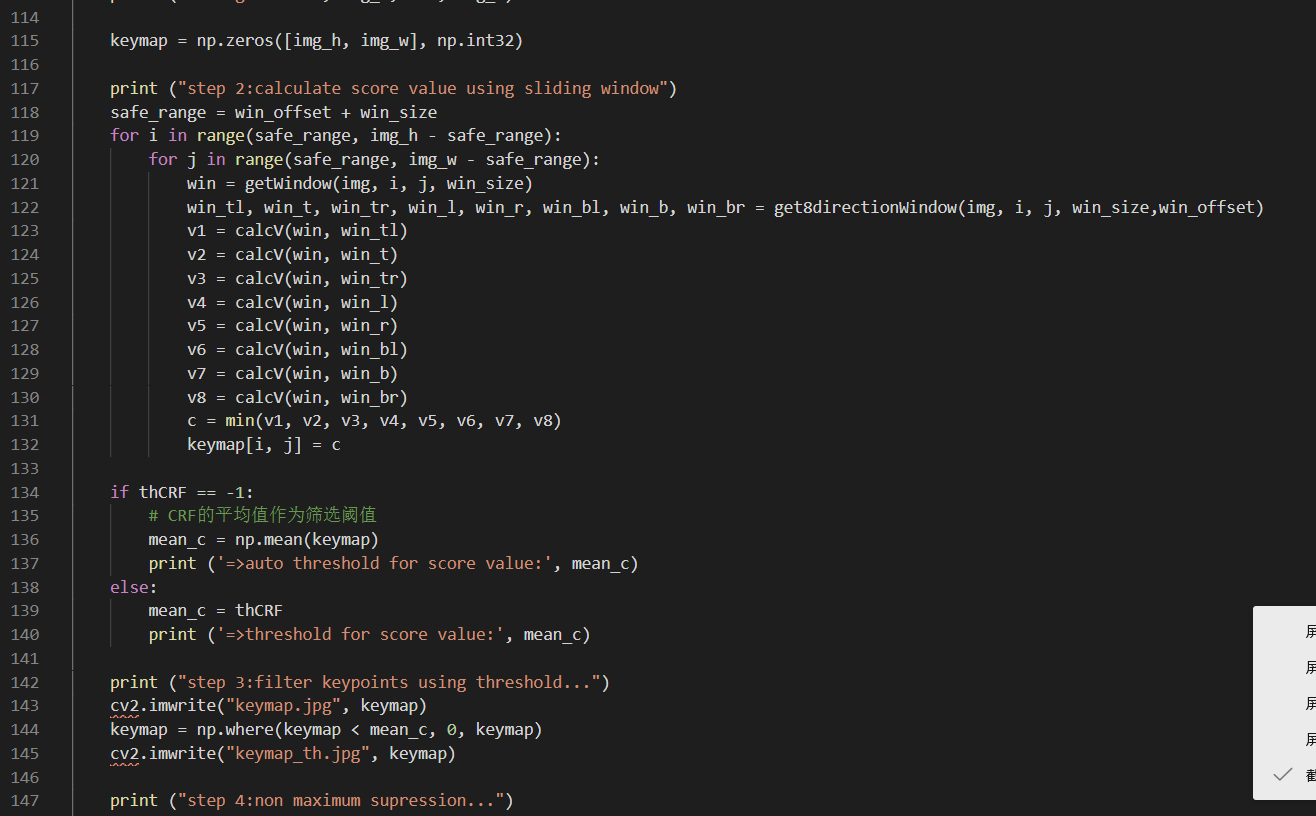 114
115 keymap = np.zeros([img_h, img_w], np.int32)
116
117 print ("step 2:calculate score value using sliding window")
118 safe_range = win_offset + win_size
119 for i in range(safe_range, img_h - safe_range):
120 for j in range(safe_range, img_w - safe_range):
121 win = getWindow(img, i, j, win_size)
122 win_tl, win_t, win_tr, win_l, win_r, win_bl, win_b, win_br = get8directionWindow(img, i, j, win_size,win_offset)
123 v1 = calcV(win, win_tl)
124 v2 = calcV(win, win_t)
125 v3 = calcV(win, win_tr)
126 v4 = calcV(win, win_l)
127 v5 = calcV(win, win_r)
128 v6 = calcV(win, win_bl)
129 v7 = calcV(win, win_b)
130 v8 = calcV(win, win_br)
131 c = min(v1, v2, v3, v4, v5, v6, v7, v8)
132 keymap[i, j] = c
133
134 if thCRF == -1:
135 # CRF的平均值作为筛选阈值
136 mean_c = np.mean(keymap)
137 print ('=>auto threshold for score value:', mean_c)
138 else:
139 mean_c = thCRF
140 print ('=>threshold for score value:', mean_c)
141
142 print ("step 3:filter keypoints using threshold...")
143 cv2.imwrite("keymap.jpg", keymap)
144 keymap = np.where(keymap < mean_c, 0, keymap)
145 cv2.imwrite("keymap_th.jpg", keymap)
146
147 print ("step 4:non maximum supression...")